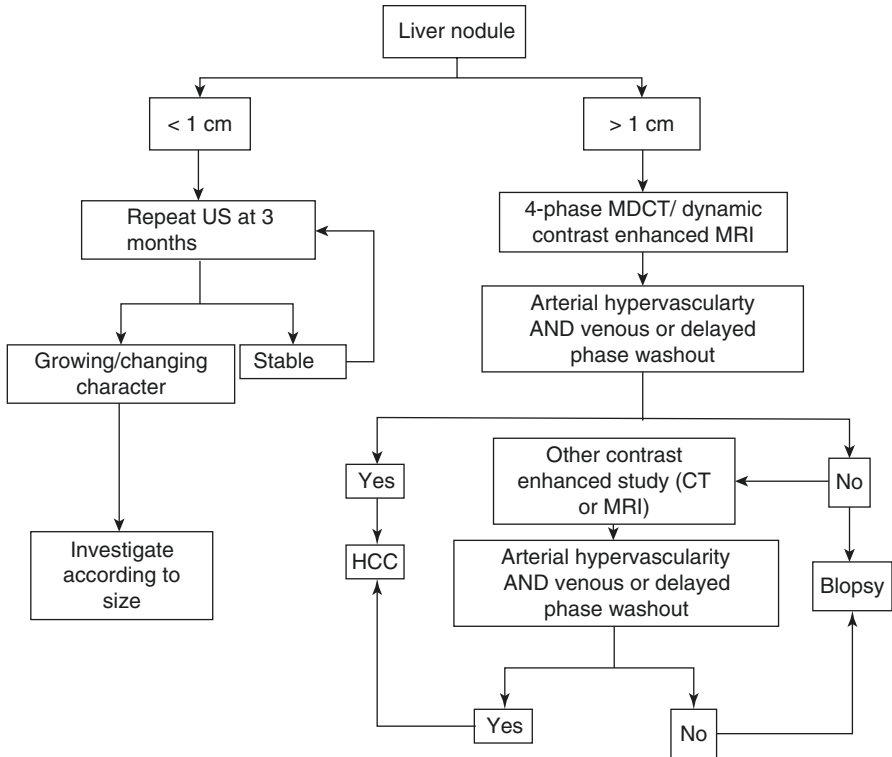 Liver nodule
< 1 cm
> 1 cm
Repeat US at 3
months
4-phase MDCT/ dynamic
contrast enhanced MRI
Arterial hypervascularty
AND venous or delayed
phase washout
Growing/changing
character
Stable
Other contrast
enhanced study (CT
or MRI)
Yes
No
Investigate
according to
size
HCC
Arterial hypervascularity
AND venous or delayed
phase washout
Blopsy
Yes
No